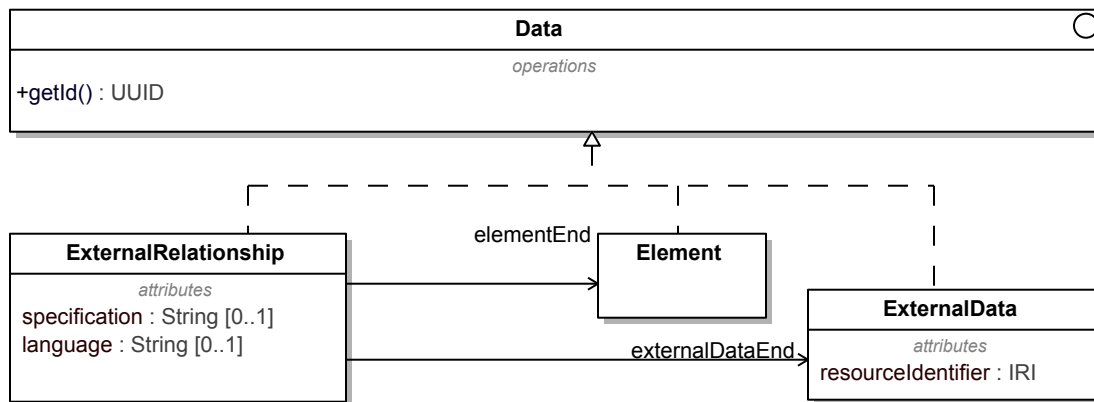 Data
operations
+getId() : UUID
elementEnd
ExternalRelationship
attributes
specification : String [0..1]
language : String [0..1]
Element
externalDataEnd
ExternalData
attributes
resourceIdentifier : IRI